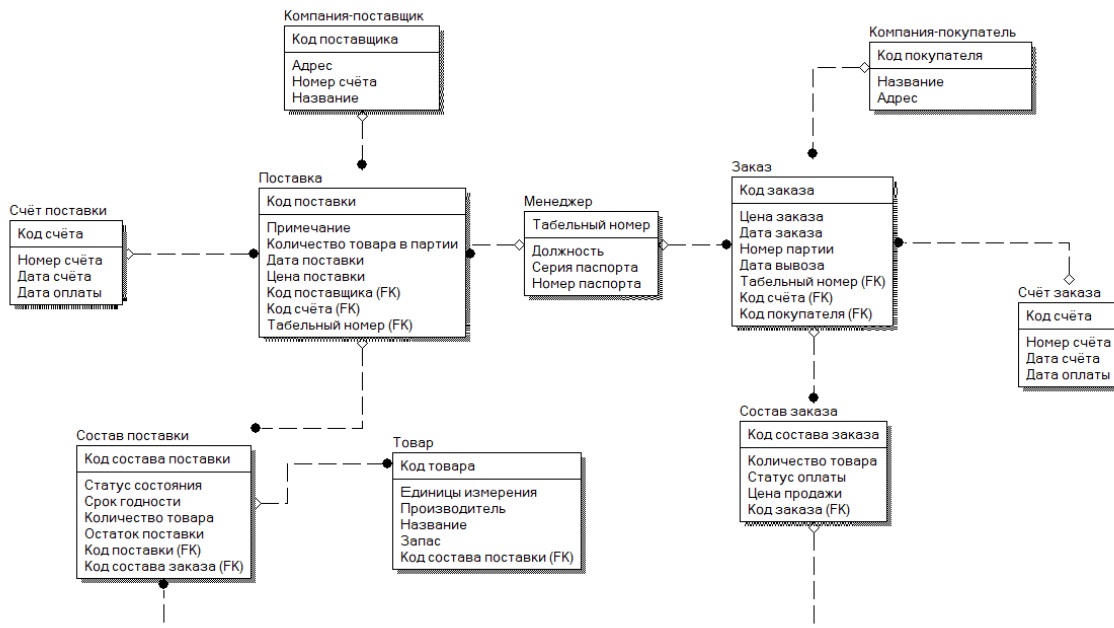 Компания-поставщик
Код поставщика
Адрес
Номер счёта
Название
Компания-покупатель
Код покупателя
Название
Адрес
Поставка
Код поставки
Примечание
Количество товара в партии
Дата поставки
Цена поставки
Код поставщика (FK)
Код счёта (FK)
Табельный номер (FK)
Менеджер
Табельный номер
Должность
Серия паспорта
Номер паспорта
Заказ
Код заказа
Цена заказа
Дата заказа
Номер партии
Дата вывоза
Табельный номер (FK)
Код счёта (FK)
Код покупателя (FK)
Счёт поставки
Код счёта
Номер счёта
Дата счёта
Дата оплаты
Счёт заказа
Код счёта
Номер счёта
Дата счёта
Дата оплаты
Состав поставки
Код состава поставки
Статус состояния
Срок годности
Количество товара
Остаток поставки
Код поставки (FK)
Код состава заказа (FK)
Товар
Код товара
Единицы измерения
Производитель
Название
Запас
Код состава поставки (FK)
Состав заказа
Код состава заказа
Количество товара
Статус оплаты
Цена продажи
Код заказа (FK)